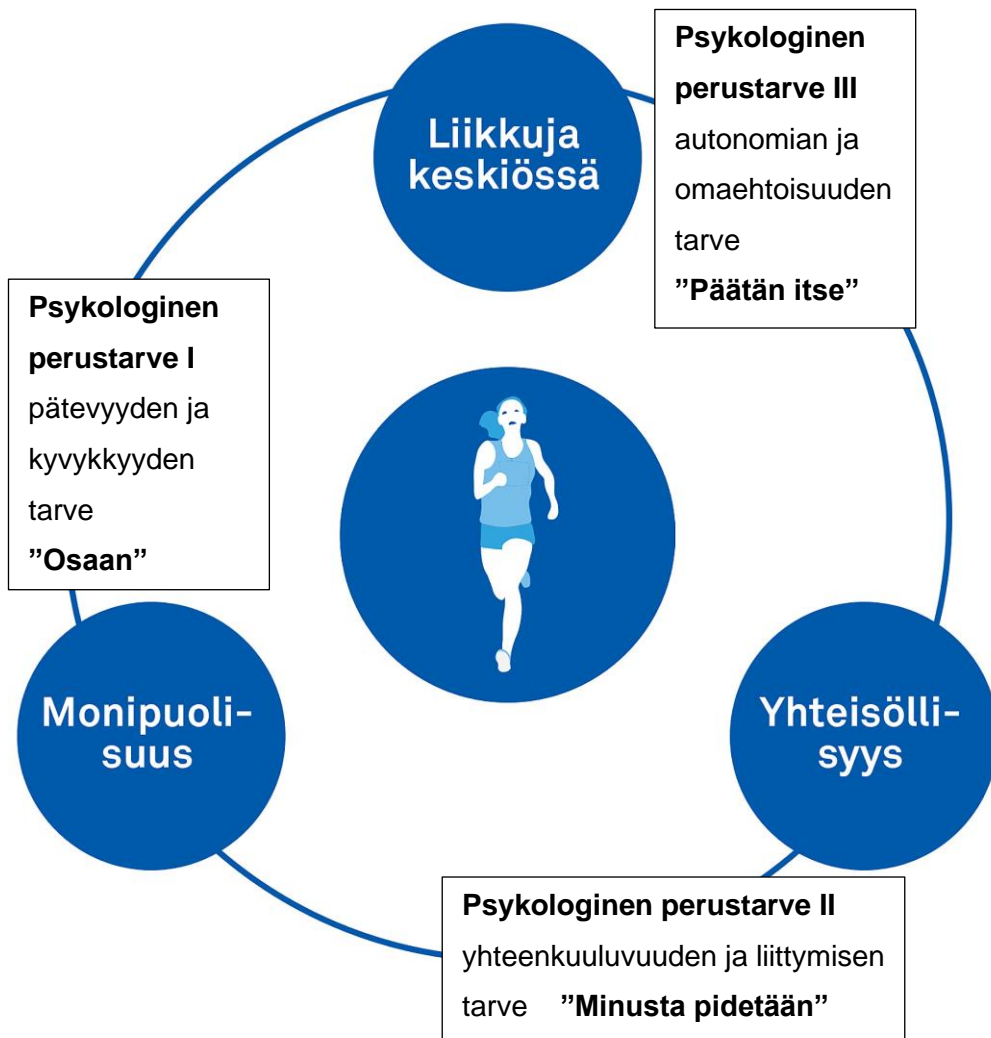 Liikkuja
keskiössä
Psykologinen
perustarve III
autonomian ja
omaehtoisuuden
tarve
”Päätän itse”
Psykologinen
perustarve I
pätevyyden ja
kyvykkyyden
tarve
”Osaan”
Monipuoli-
suus
Yhteisölli-
syys
Psykologinen perustarve II
yhteenkuuluvuuden ja liittymisen
tarve ”Minusta pidetään”